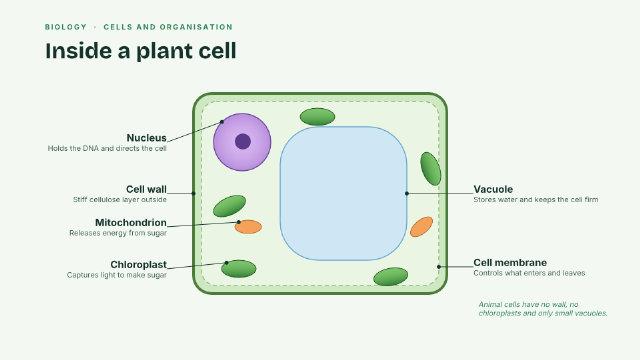 BIOLOGY · CELLS AND ORGANISATION
Inside a plant cell
Nucleus
Holds the DNA and directs the cell
Cell wall
Stiff cellulose layer outside
Mitochondrion
Releases energy from sugar
Chloroplast
Captures light to make sugar
Vacuole
Stores water and keeps the cell firm
Cell membrane
Controls what enters and leaves
Animal cells have no wall, no
chloroplasts and only small vacuoles.